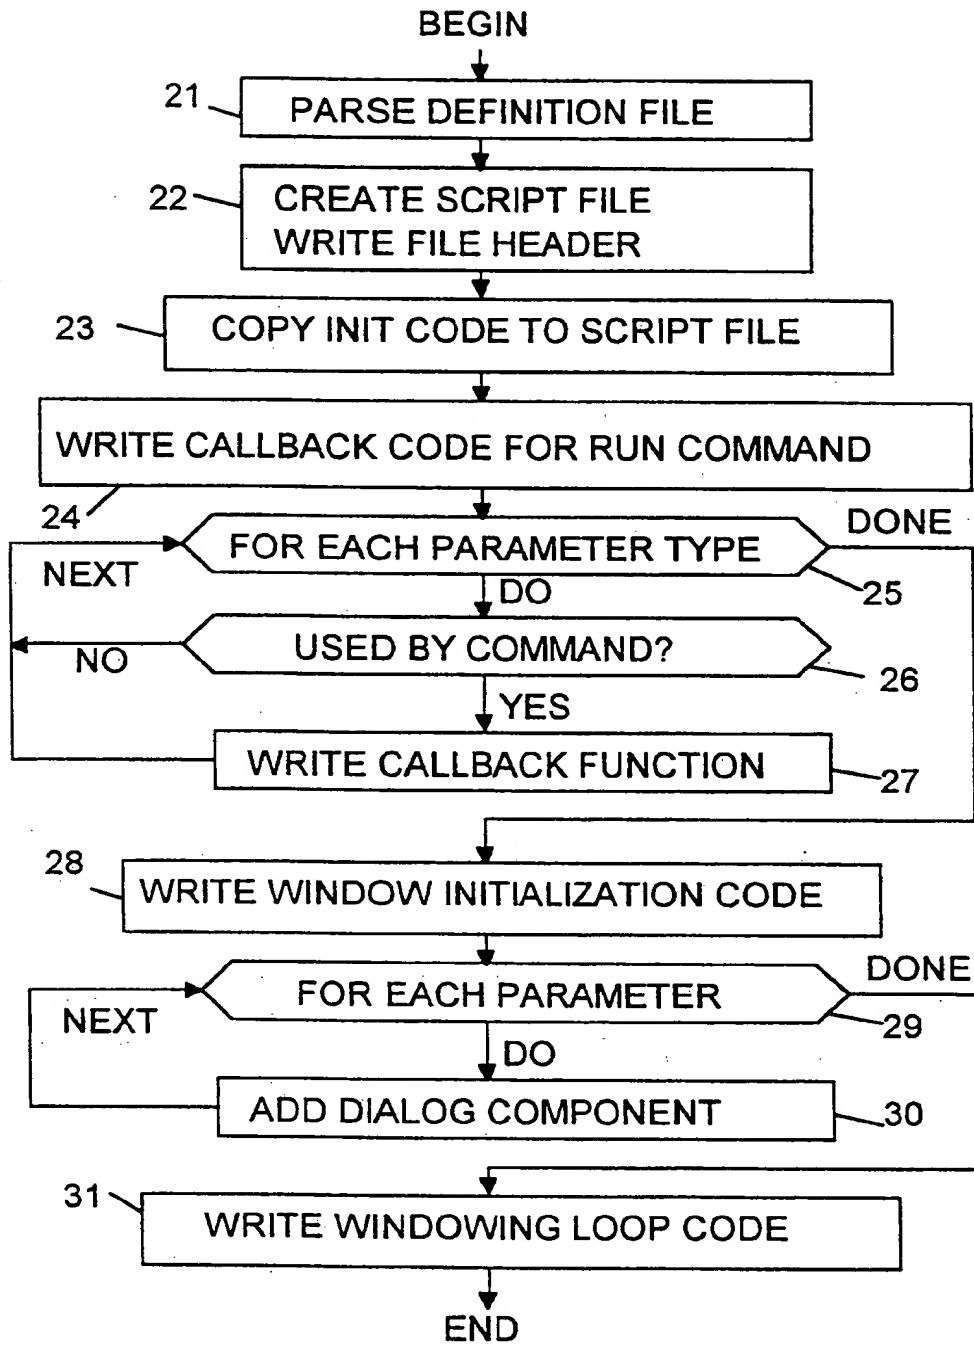 BEGIN
21
PARSE DEFINITION FILE
22
CREATE SCRIPT FILE
WRITE FILE HEADER
23
COPY INIT CODE TO SCRIPT FILE
WRITE CALLBACK CODE FOR RUN COMMAND
24
DONE
FOR EACH PARAMETER TYPE
NEXT
DO
25
USED BY COMMAND?
NO
26
YES
WRITE CALLBACK FUNCTION
27
28
WRITE WINDOW INITIALIZATION CODE
DONE
FOR EACH PARAMETER
NEXT
29
DO
ADD DIALOG COMPONENT
30
31
WRITE WINDOWING LOOP CODE
END